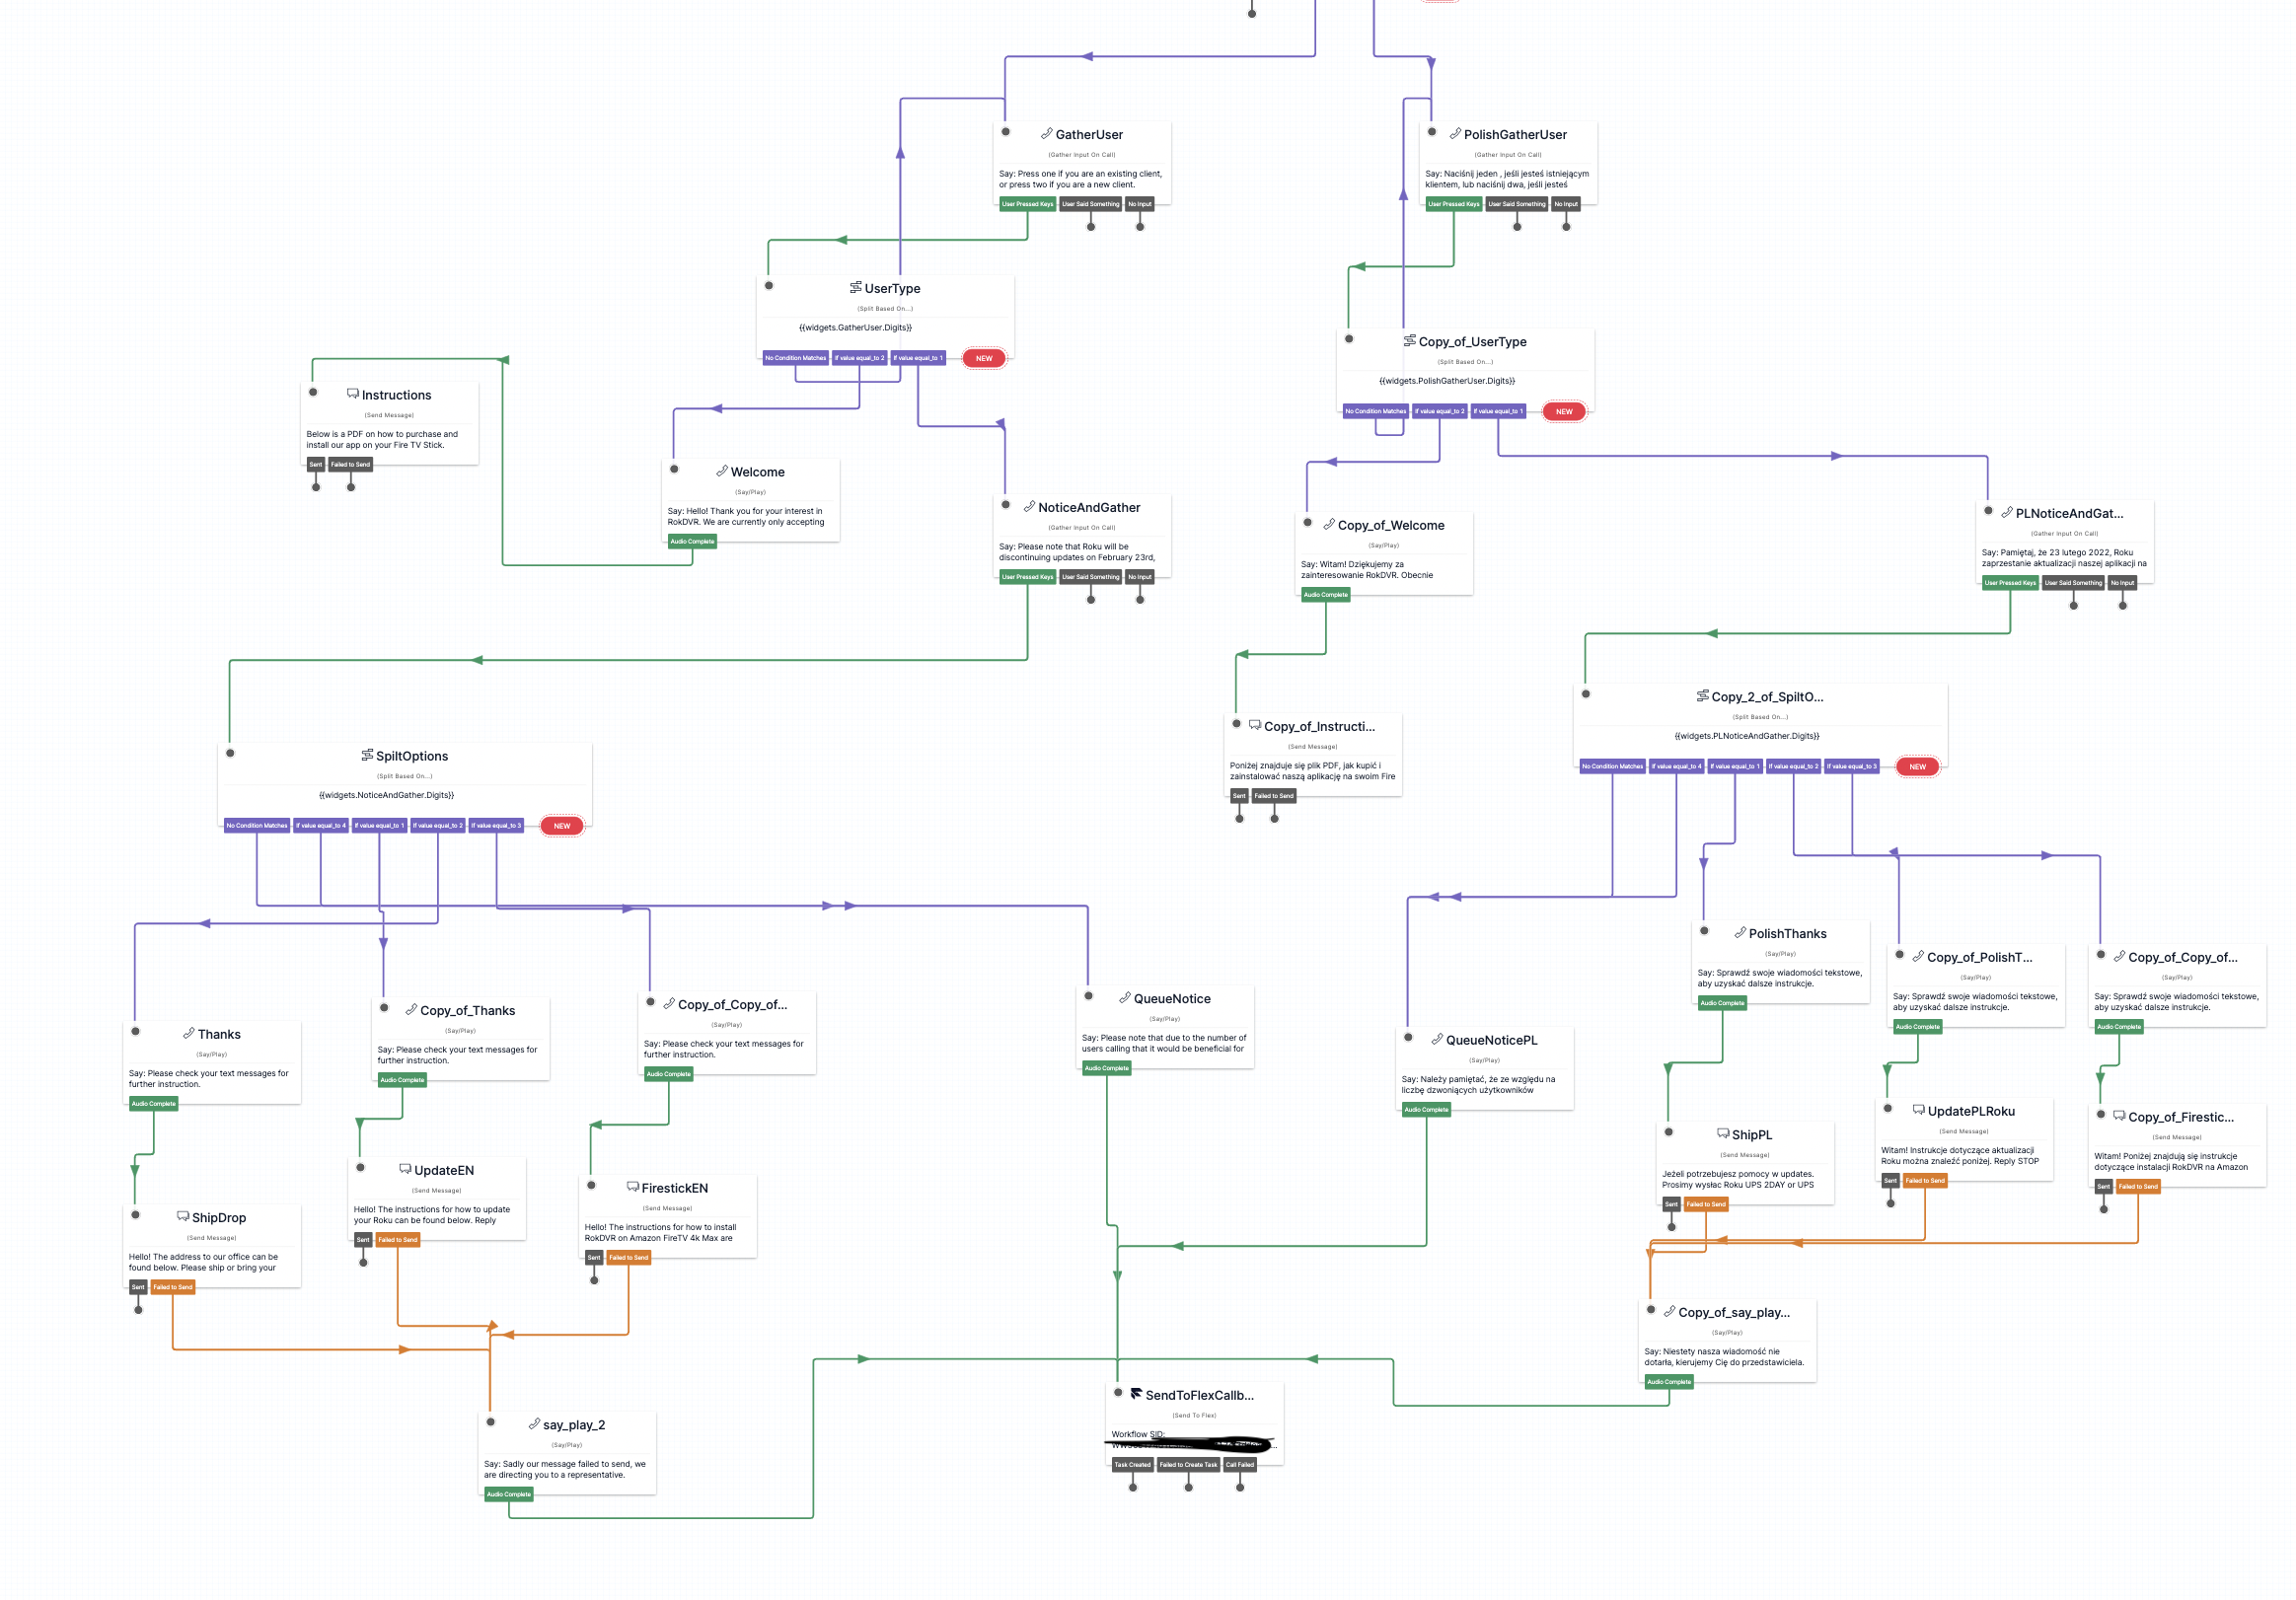 GatherUser
(Gather Input On Call)
Say: Press one if you are an existing client,
or press two if you are a new client.
User Pressed Keys
User Said Something
No Input
PolishGatherUser
(Gather Input On Call)
Say: Naciśnij jeden , jeśli jesteś istniejącym
klientem, lub naciśnij dwa, jeśli jesteś
User Pressed Keys
User Said Something
No Input
UserType
(Split Based On...)
{{widgets.GatherUser.Digits}}
No Condition Matches
If value equal_to 2
If value equal_to 1
NEW
Copy_of_UserType
(Split Based On...)
{{widgets.PolishGatherUser.Digits}}
No Condition Matches
If value equal_to 2
If value equal_to 1
NEW
Instructions
(Send Message)
Below is a PDF on how to purchase and
install our app on your Fire TV Stick.
Sent
Failed to Send
Welcome
(Say/Play)
Say: Hello! Thank you for your interest in
RokDVR. We are currently only accepting
Audio Complete
NoticeAndGather
(Gather Input On Call)
Say: Please note that Roku will be
discontinuing updates on February 23rd,
User Pressed Keys
User Said Something
No Input
Copy_of_Welcome
(Say/Play)
Say: Witam! Dziękujemy za
zainteresowanie RokDVR. Obecnie
Audio Complete
PLNoticeAndGat...
(Gather Input On Call)
Say: Pamiętaj, że 23 lutego 2022, Roku
zaprzestanie aktualizacji naszej aplikacji na
User Pressed Keys
User Said Something
No Input
Copy_of_Instructi...
(Send Message)
Poniżej znajduje się plik PDF, jak kupić i
zainstalować naszą aplikację na swoim Fire
Sent
Failed to Send
Copy_2_of_SpiltO...
(Split Based On...)
{{widgets.PLNoticeAndGather.Digits}}
No Condition Matches
If value equal_to 4
If value equal_to 1
If value equal_to 2
If value equal_to 3
NEW
SpiltOptions
(Split Based On...)
{{widgets.NoticeAndGather.Digits}}
No Condition Matches
If value equal_to 4
If value equal_to 1
If value equal_to 2
If value equal_to 3
NEW
Thanks
(Say/Play)
Say: Please check your text messages for
further instruction.
Audio Complete
Copy_of_Thanks
(Say/Play)
Say: Please check your text messages for
further instruction.
Audio Complete
Copy_of_Copy_of...
(Say/Play)
Say: Please check your text messages for
further instruction.
Audio Complete
QueueNotice
(Say/Play)
Say: Please note that due to the number of
users calling that it would be beneficial for
Audio Complete
QueueNoticePL
(Say/Play)
Say: Należy pamiętać, że ze względu na
liczbę dzwoniących użytkowników
Audio Complete
PolishThanks
(Say/Play)
Say: Sprawdź swoje wiadomości tekstowe,
aby uzyskać dalsze instrukcje.
Audio Complete
Copy_of_PolishT...
(Say/Play)
Say: Sprawdź swoje wiadomości tekstowe,
aby uzyskać dalsze instrukcje.
Audio Complete
Copy_of_Copy_of...
(Say/Play)
Say: Sprawdź swoje wiadomości tekstowe,
aby uzyskać dalsze instrukcje.
Audio Complete
ShipDrop
(Send Message)
Hello! The address to our office can be
found below. Please ship or bring your
Sent
Failed to Send
UpdateEN
(Send Message)
Hello! The instructions for how to update
your Roku can be found below. Reply
Sent
Failed to Send
FirestickEN
(Send Message)
Hello! The instructions for how to install
RokDVR on Amazon FireTV 4k Max are
Sent
Failed to Send
ShipPL
(Send Message)
Jeżeli potrzebujesz pomocy w updates.
Prosimy wysłac Roku UPS 2DAY or UPS
Sent
Failed to Send
UpdatePLRoku
(Send Message)
Witam! Instrukcje dotyczące aktualizacji
Roku można znaleźć poniżej. Reply STOP
Sent
Failed to Send
Copy_of_Firestic...
(Send Message)
Witam! Poniżej znajdują się instrukcje
dotyczące instalacji RokDVR na Amazon
Sent
Failed to Send
say_play_2
(Say/Play)
Say: Sadly our message failed to send, we
are directing you to a representative.
Audio Complete
SendToFlexCallb...
(Send To Flex)
Workflow SID:
Task Created
Failed to Create Task
Call Failed
Copy_of_say_play...
(Say/Play)
Say: Niestety nasza wiadomość nie
dotarła, kierujemy Cię do przedstawiciela.
Audio Complete